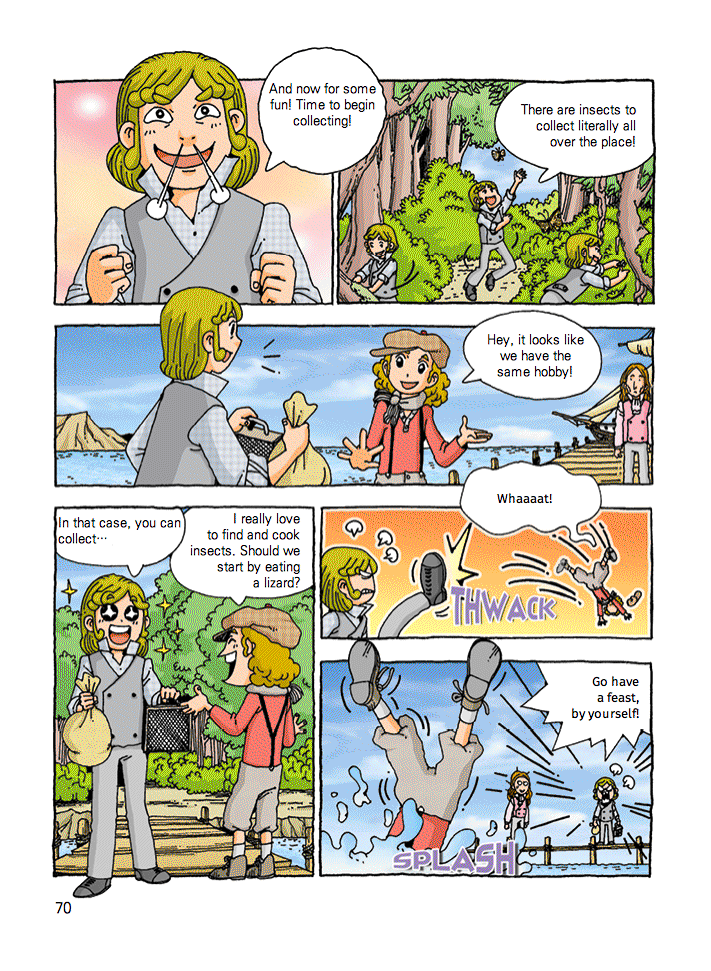 And now for some
fun! Time to begin
collecting!
There are insects to
collect literally all
over the place!
Hey, it looks like
we have the
same hobby!
In that case, you can
collect…
I really love
to find and cook
insects. Should we
start by eating
a lizard?
Whaaaat!
THWACK
Go have
a feast,
by yourself!
SPLASH
70